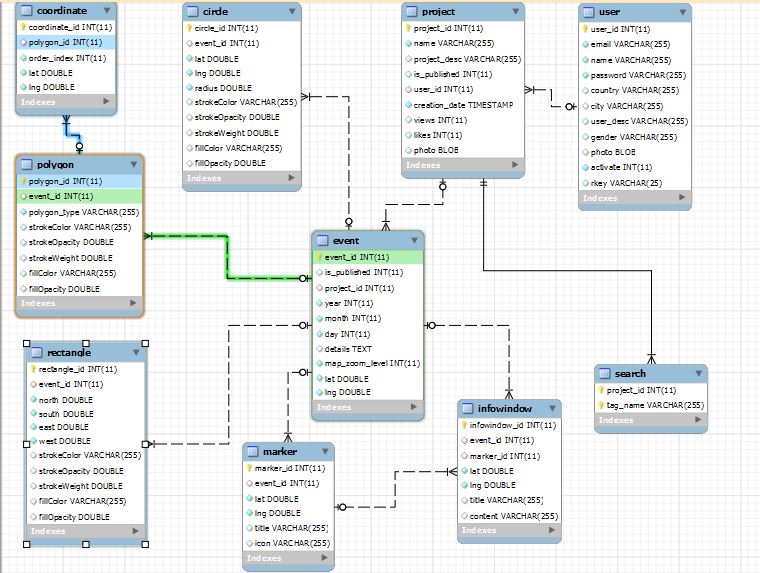 coordinate
coordinate_id INT(11)
polygon_id INT(11)
order_index INT(11)
lat DOUBLE
lng DOUBLE
Indexes
circle
circle_id INT(11)
event_id INT(11)
lat DOUBLE
lng DOUBLE
radius DOUBLE
strokeColor VARCHAR(255)
strokeOpacity DOUBLE
strokeWeight DOUBLE
fillColor VARCHAR(255)
fillOpacity DOUBLE
Indexes
project
project_id INT(11)
name VARCHAR(255)
project_desc VARCHAR(255)
is_published INT(11)
user_id INT(11)
creation_date TIMESTAMP
views INT(11)
likes INT(11)
photo BLOB
Indexes
user
user_id INT(11)
email VARCHAR(255)
name VARCHAR(255)
password VARCHAR(255)
country VARCHAR(255)
city VARCHAR(255)
user_desc VARCHAR(255)
gender VARCHAR(255)
photo BLOB
activate INT(11)
rkey VARCHAR(25)
Indexes
polygon
polygon_id INT(11)
event_id INT(11)
polygon_type VARCHAR(255)
strokeColor VARCHAR(255)
strokeOpacity DOUBLE
strokeWeight DOUBLE
fillColor VARCHAR(255)
fillOpacity DOUBLE
Indexes
event
event_id INT(11)
is_published INT(11)
project_id INT(11)
year INT(11)
month INT(11)
day INT(11)
details TEXT
map_zoom_level INT(11)
lat DOUBLE
lng DOUBLE
Indexes
rectangle
rectangle_id INT(11)
event_id INT(11)
north DOUBLE
south DOUBLE
east DOUBLE
west DOUBLE
strokeColor VARCHAR(255)
strokeOpacity DOUBLE
strokeWeight DOUBLE
fillColor VARCHAR(255)
fillOpacity DOUBLE
Indexes
search
project_id INT(11)
tag_name VARCHAR(255)
Indexes
marker
marker_id INT(11)
event_id INT(11)
lat DOUBLE
lng DOUBLE
title VARCHAR(255)
icon VARCHAR(255)
Indexes
infowindow
infowindow_id INT(11)
event_id INT(11)
marker_id INT(11)
lat DOUBLE
lng DOUBLE
title VARCHAR(255)
content VARCHAR(255)
Indexes